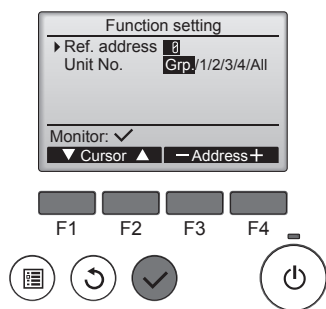 Function setting
Ref. address 0
Unit No. Grp./1/2/3/4/All
Monitor:
Cursor − Address +
F1 F2 F3 F4